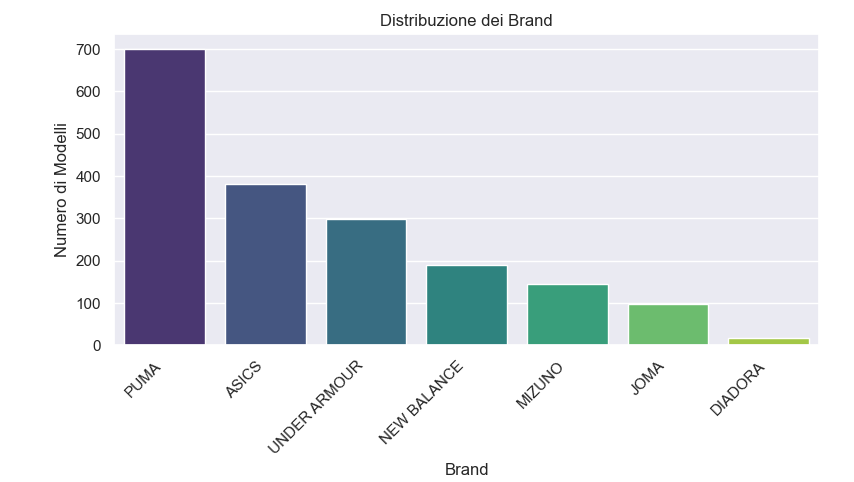 Distribuzione dei Brand
Numero di Modelli
700
600
500
400
300
200
100
0
PUMA
ASICS
UNDER ARMOUR
NEW BALANCE
MIZUNO
JOMA
DIADORA
Brand